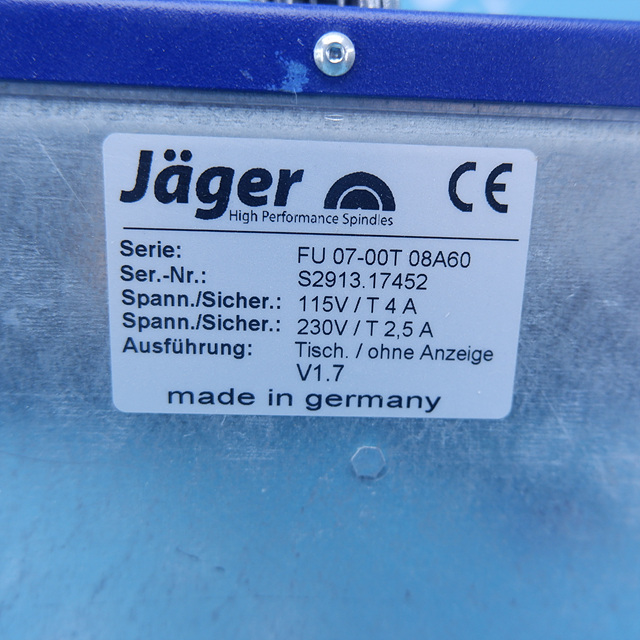 Jäger
High Performance Spindles
CE
Serie: FU 07-00T 08A60
Ser.-Nr.: S2913.17452
Spann./Sicher.: 115V / T 4 A
Spann./Sicher.: 230V / T 2,5 A
Ausführung: Tisch. / ohne Anzeige
V1.7
made in germany